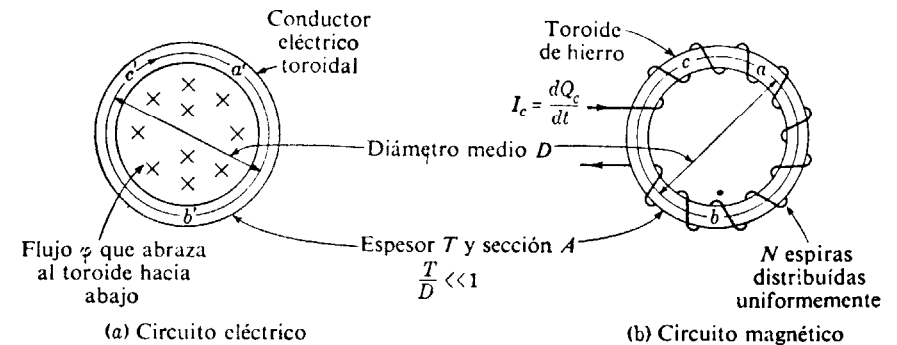 Conductor
eléctrico
toroidal
c'
a'
b'
Flujo φ que abraza
al toroide hacia
abajo
(a) Circuito eléctrico
Diámetro medio D
Espesor T y sección A
T/D <<1
Toroide
de hierro
c
a
b
I_c = dQ_c/dt
N espiras
distribuídas
uniformemente
(b) Circuito magnético